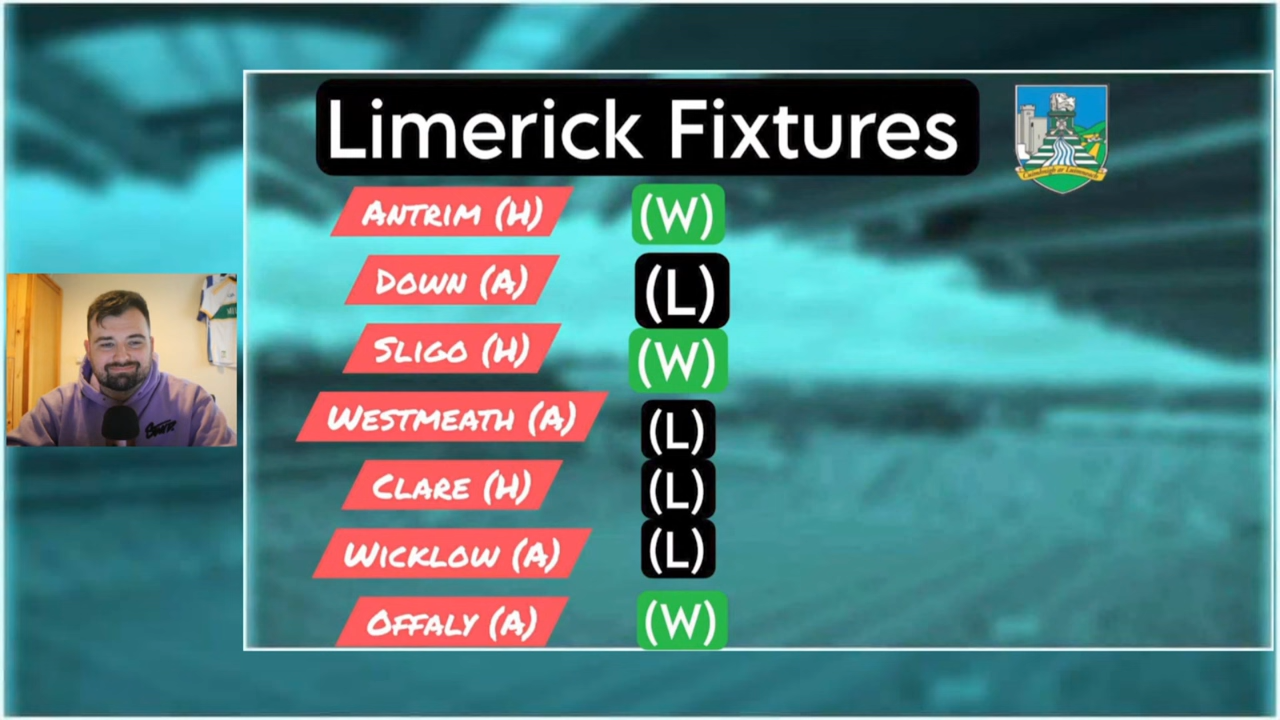 Limerick Fixtures
Antrim (H) (W)
Down (A) (L)
Sligo (H) (W)
Westmeath (A) (L)
Clare (H) (L)
Wicklow (A) (L)
Offaly (A) (W)